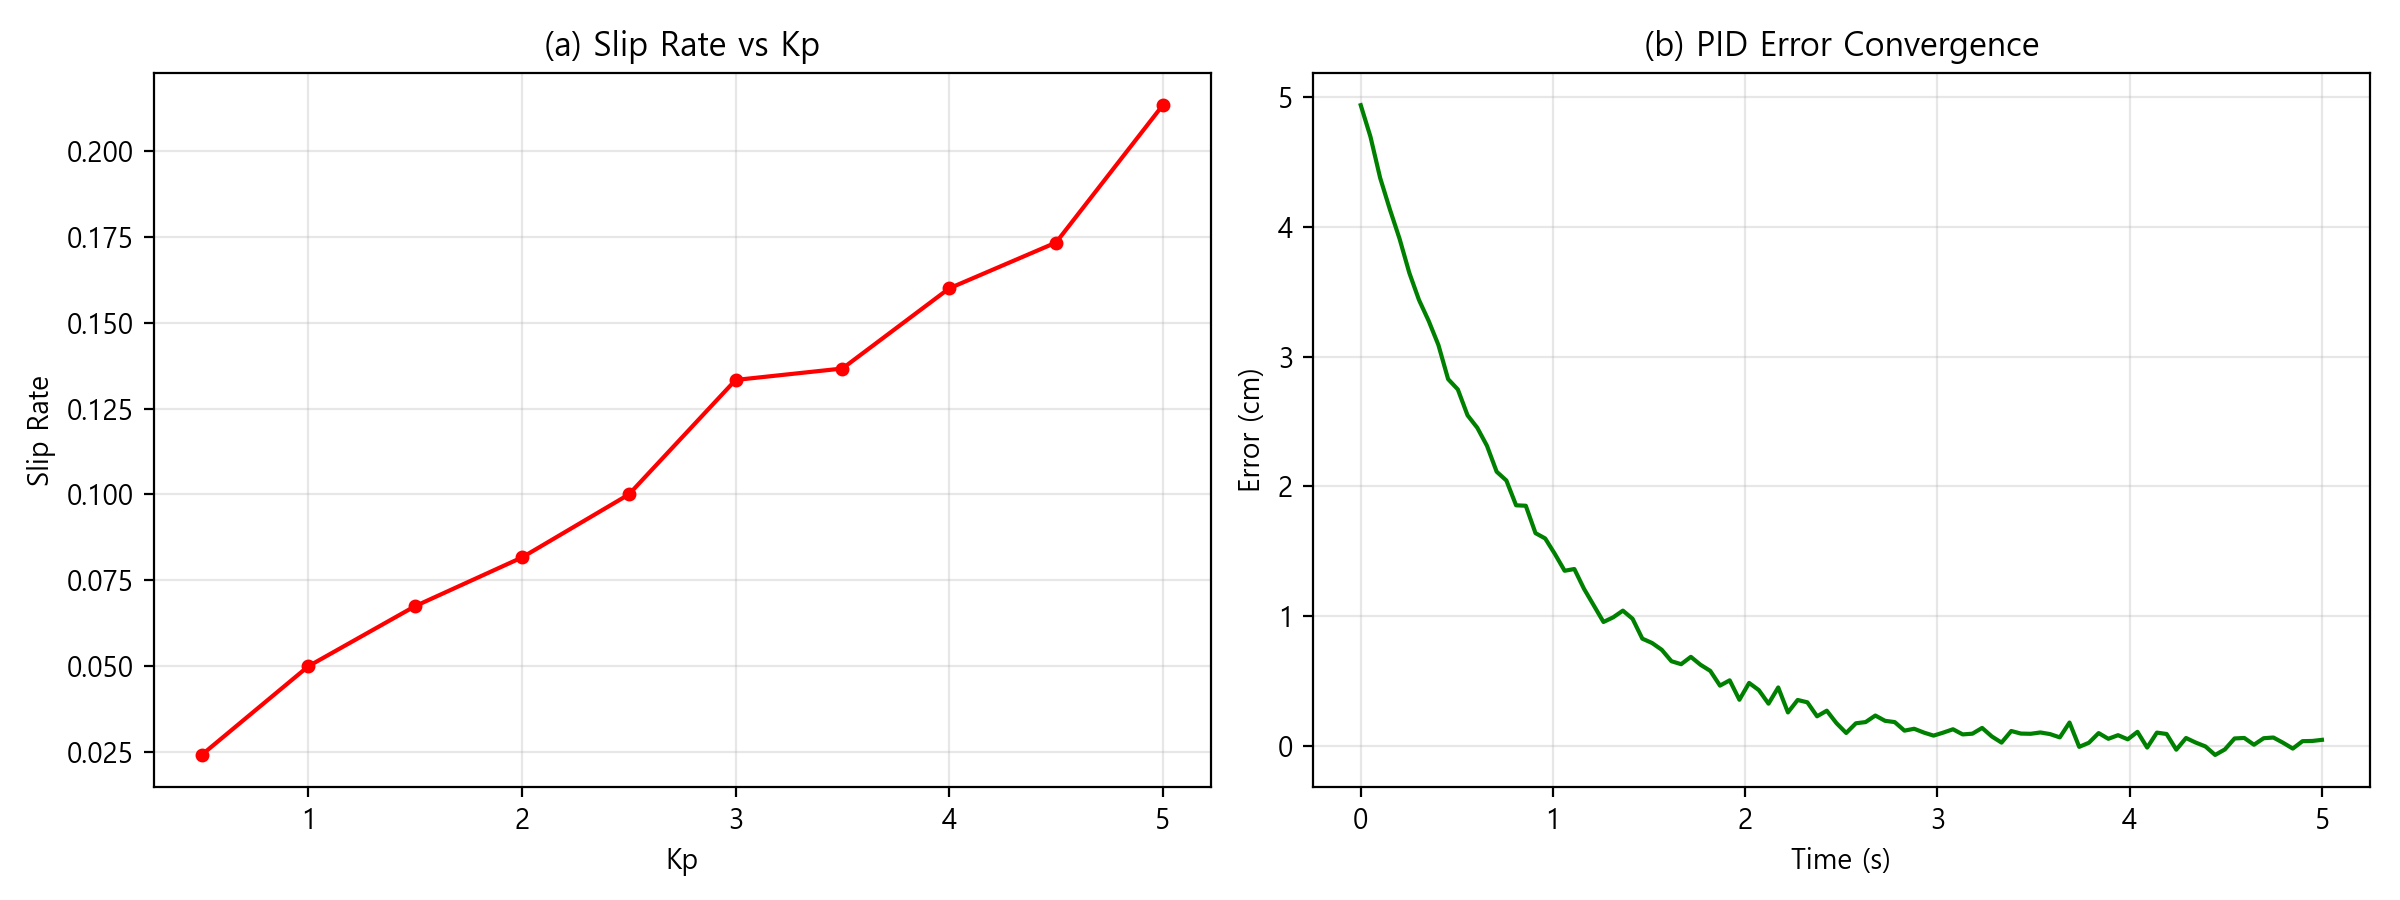 (a) Slip Rate vs Kp
Slip Rate
0.200
0.175
0.150
0.125
0.100
0.075
0.050
0.025
1 2 3 4 5
Kp
(b) PID Error Convergence
Error (cm)
5
4
3
2
1
0
0 1 2 3 4 5
Time (s)